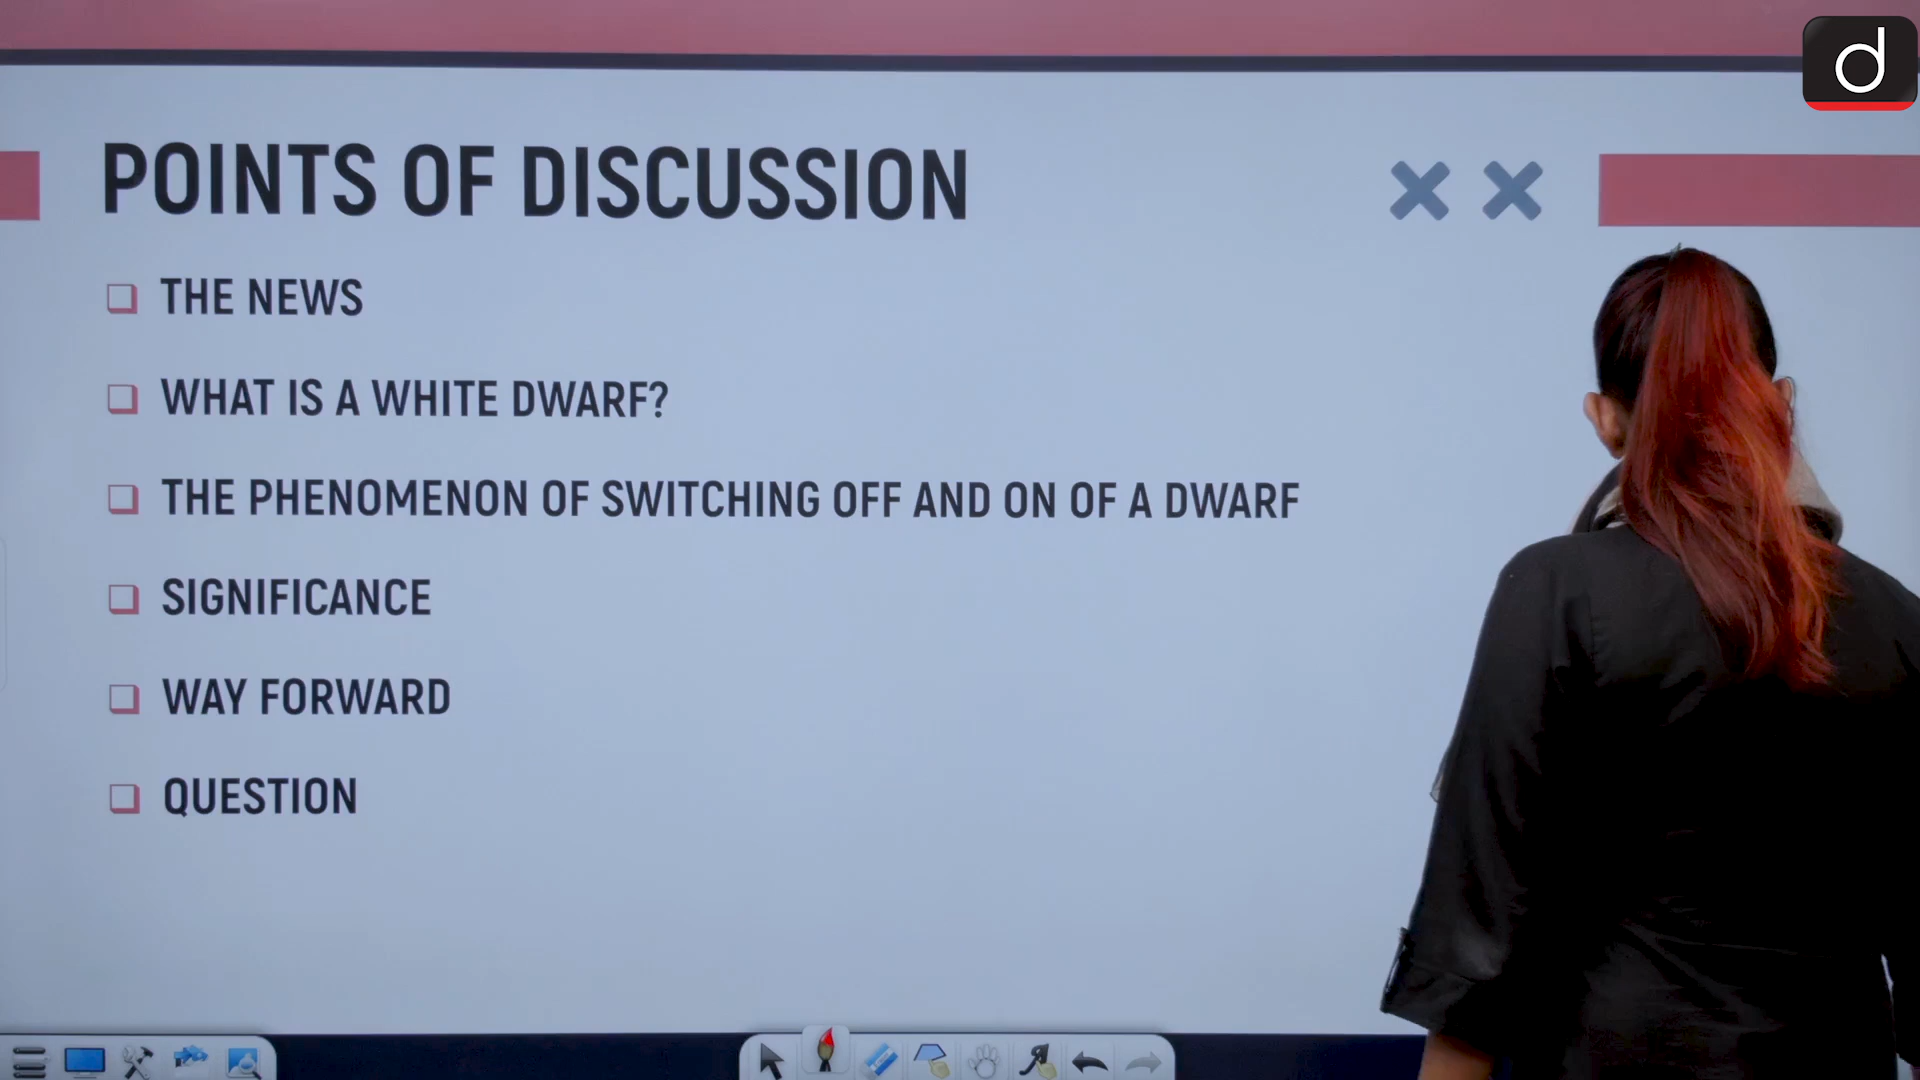 d
POINTS OF DISCUSSION
THE NEWS
WHAT IS A WHITE DWARF?
THE PHENOMENON OF SWITCHING OFF AND ON OF A DWARF
SIGNIFICANCE
WAY FORWARD
QUESTION